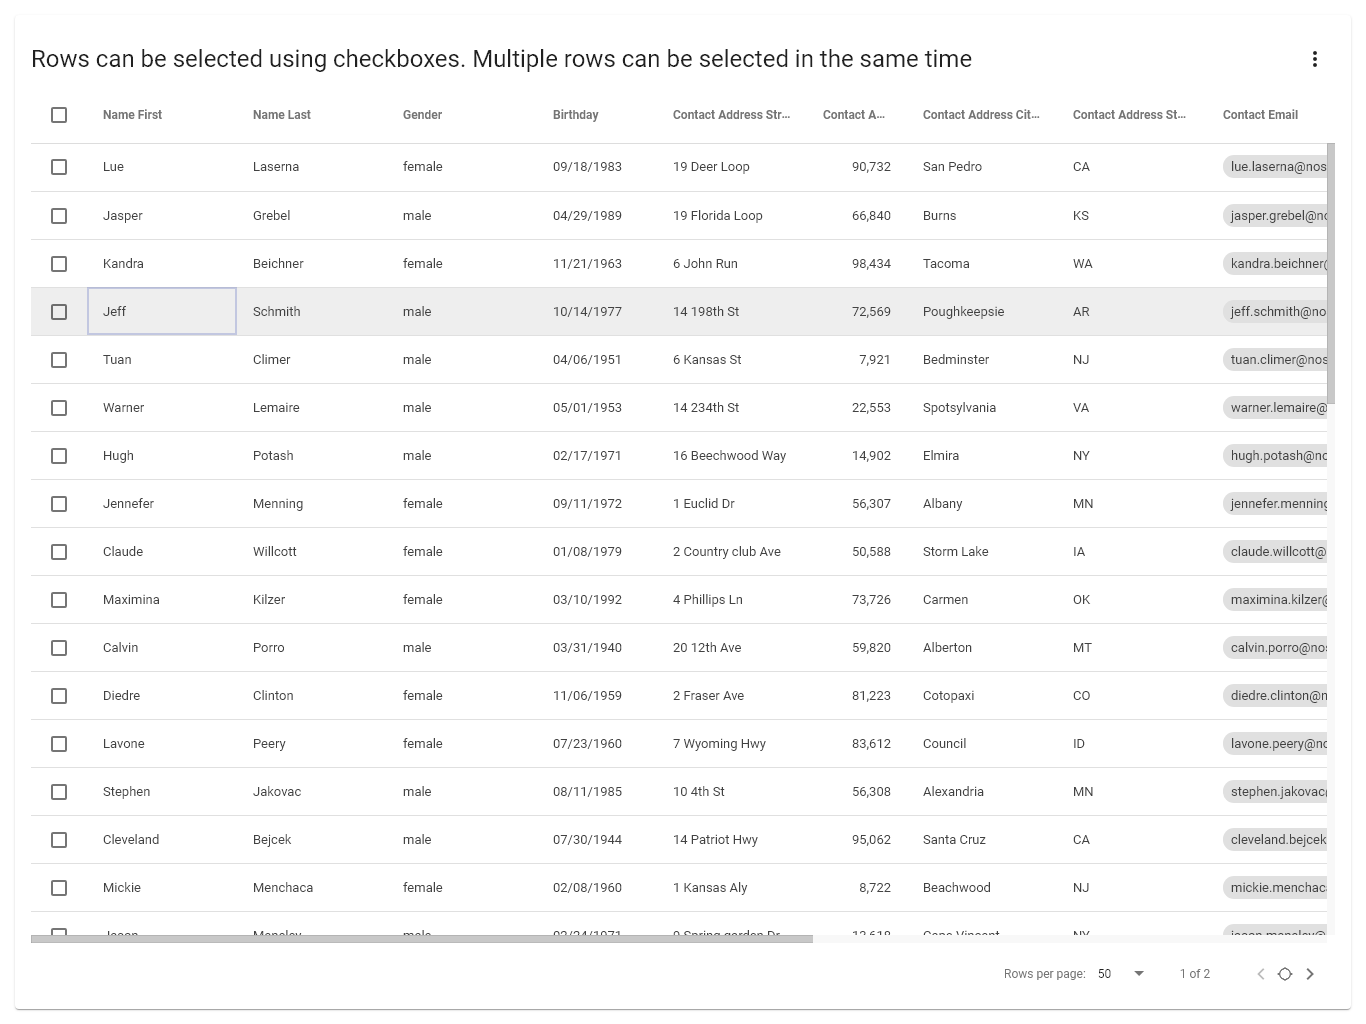 Rows can be selected using checkboxes. Multiple rows can be selected in the same time
Name First Name Last Gender Birthday Contact Address Str... Contact A... Contact Address Cit... Contact Address St... Contact Email
Lue Laserna female 09/18/1983 19 Deer Loop 90,732 San Pedro CA lue.laserna@nos
Jasper Grebel male 04/29/1989 19 Florida Loop 66,840 Burns KS jasper.grebel@no
Kandra Beichner female 11/21/1963 6 John Run 98,434 Tacoma WA kandra.beichner@
Jeff Schmith male 10/14/1977 14 198th St 72,569 Poughkeepsie AR jeff.schmith@no
Tuan Climer male 04/06/1951 6 Kansas St 7,921 Bedminster NJ tuan.climer@nos
Warner Lemaire male 05/01/1953 14 234th St 22,553 Spotsylvania VA warner.lemaire@
Hugh Potash male 02/17/1971 16 Beechwood Way 14,902 Elmira NY hugh.potash@no
Jennefer Menning female 09/11/1972 1 Euclid Dr 56,307 Albany MN jennefer.menning
Claude Willcott female 01/08/1979 2 Country club Ave 50,588 Storm Lake IA claude.willcott@
Maximina Kilzer female 03/10/1992 4 Phillips Ln 73,726 Carmen OK maximina.kilzer@
Calvin Porro male 03/31/1940 20 12th Ave 59,820 Alberton MT calvin.porro@nos
Diedre Clinton female 11/06/1959 2 Fraser Ave 81,223 Cotopaxi CO diedre.clinton@n
Lavone Peery female 07/23/1960 7 Wyoming Hwy 83,612 Council ID lavone.peery@no
Stephen Jakovac male 08/11/1985 10 4th St 56,308 Alexandria MN stephen.jakovac@
Cleveland Bejcek male 07/30/1944 14 Patriot Hwy 95,062 Santa Cruz CA cleveland.bejcek
Mickie Menchaca female 02/08/1960 1 Kansas Aly 8,722 Beachwood NJ mickie.menchac
Rows per page: 50 1 of 2